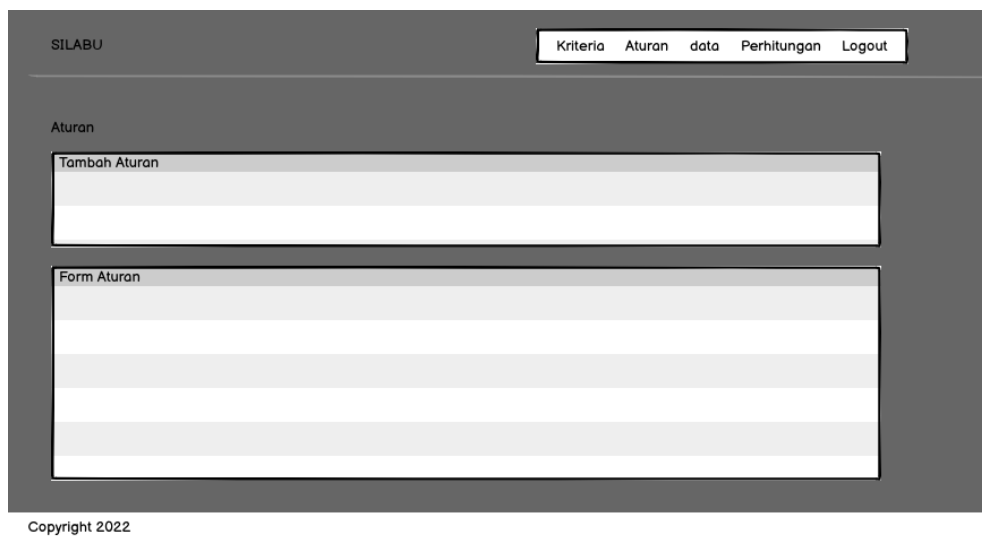 SILABU
Kriteria Aturan data Perhitungan Logout
Aturan
Tambah Aturan
Form Aturan
Copyright 2022